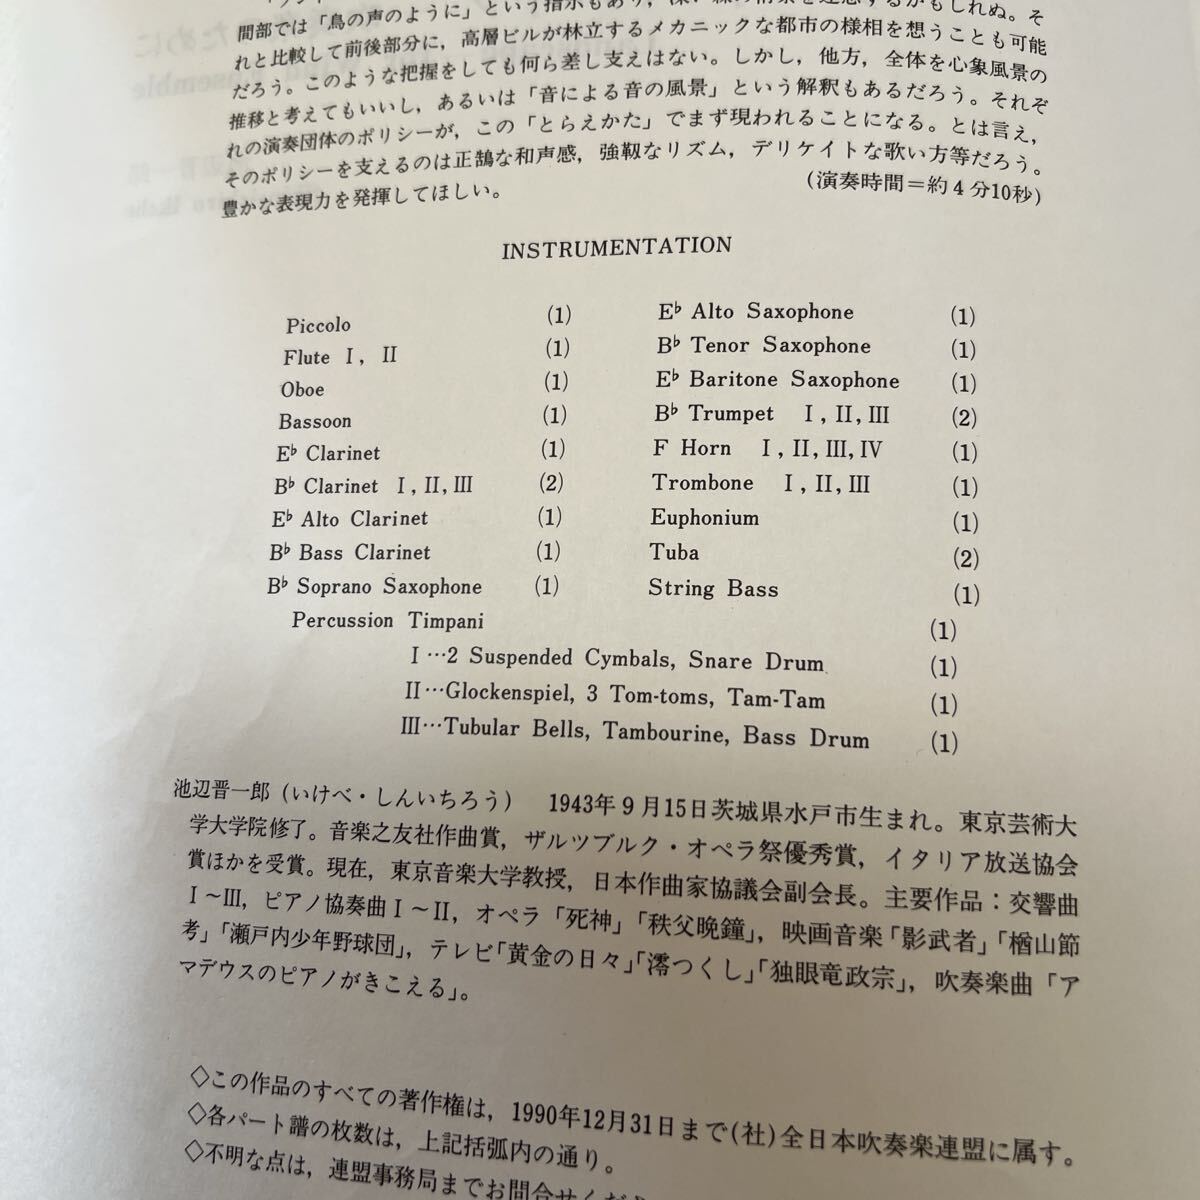 間部では「鳥の声のように」という指示もあり，深い森の情景を連想するかもしれぬ。そ
れと比較して前後部分に，高層ビルが林立するメカニックな都市の様相を想うことも可能
だろう。このような把握をしても何ら差し支えはない。しかし，他方，全体を心象風景の
推移と考えてもいいし，あるいは「音による音の風景」という解釈もあるだろう。それぞ
れの演奏団体のポリシーが，この「とらえかた」でまず現われることになる。とは言え，
そのポリシーを支えるのは正鵠な和声感，強靱なリズム，デリケイトな歌い方等だろう。
豊かな表現力を発揮してほしい。
(演奏時間＝約4分10秒)
INSTRUMENTATION
Piccolo (1)
Flute I, II (1)
Oboe (1)
Bassoon (1)
E♭ Clarinet (1)
B♭ Clarinet I, II, III (2)
E♭ Alto Clarinet (1)
B♭ Bass Clarinet (1)
B♭ Soprano Saxophone (1)
E♭ Alto Saxophone (1)
B♭ Tenor Saxophone (1)
E♭ Baritone Saxophone (1)
B♭ Trumpet I, II, III (2)
F Horn I, II, III, IV (1)
Trombone I, II, III (1)
Euphonium (1)
Tuba (2)
String Bass (1)
Percussion Timpani (1)
I…2 Suspended Cymbals, Snare Drum (1)
II…Glockenspiel, 3 Tom-toms, Tam-Tam (1)
III…Tubular Bells, Tambourine, Bass Drum (1)
池辺晋一郎（いけべ・しんいちろう） 1943年9月15日茨城県水戸市生まれ。東京芸術大
学大学院修了。音楽之友社作曲賞，ザルツブルク・オペラ祭優秀賞，イタリア放送協会
賞ほかを受賞。現在，東京音楽大学教授，日本作曲家協議会副会長。主要作品：交響曲
I～III，ピアノ協奏曲I～II，オペラ「死神」「秩父晩鐘」，映画音楽「影武者」「楢山節
考」「瀬戸内少年野球団」，テレビ「黄金の日々」「澪つくし」「独眼竜政宗」，吹奏楽曲「ア
マデウスのピアノがきこえる」。
◇この作品のすべての著作権は，1990年12月31日まで(社)全日本吹奏楽連盟に属す。
◇各パート譜の枚数は，上記括弧内の通り。
◇不明な点は，連盟事務局までお問合せくだ